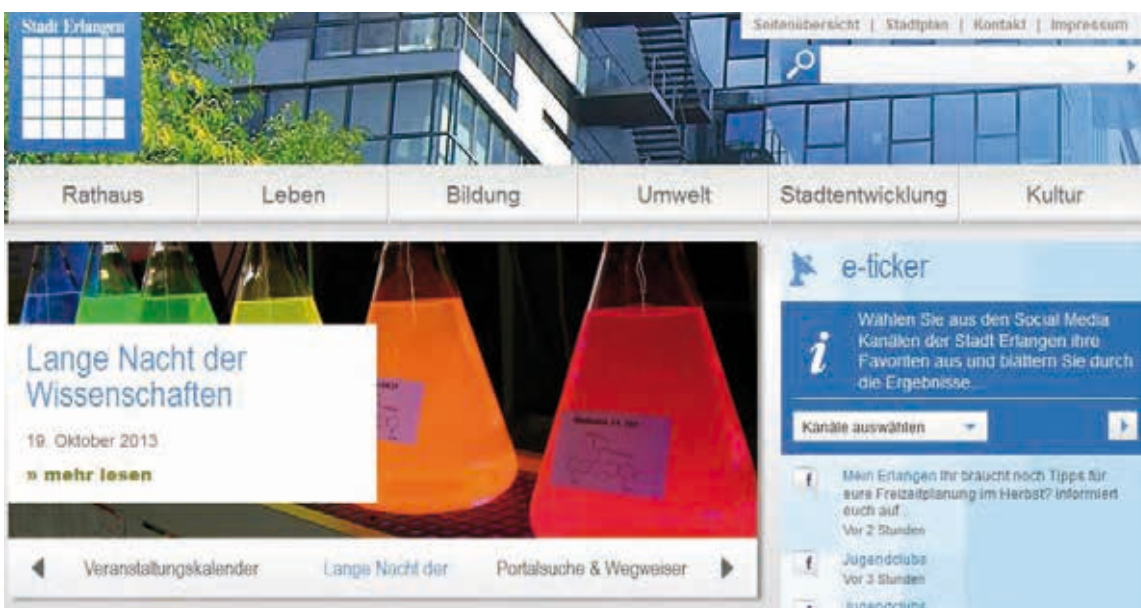 Stadt Erlangen
Seitenübersicht | Stadtplan | Kontakt | Impressum
Rathaus
Leben
Bildung
Umwelt
Stadtentwicklung
Kultur
Lange Nacht der
Wissenschaften
19. Oktober 2013
» mehr lesen
Veranstaltungskalender
Lange Nacht der
Portalsuche & Wegweiser
e-ticker
Wählen Sie aus den Social Media
Kanälen der Stadt Erlangen ihre
Favoriten aus und blättern Sie durch
die Ergebnisse.
Kanäle auswählen
Mein Erlangen Ihr braucht noch Tipps für
eure Freizeitplanung im Herbst? Informiert
euch auf...
Vor 2 Stunden
Jugendclubs
Vor 3 Stunden
Jugendclubs